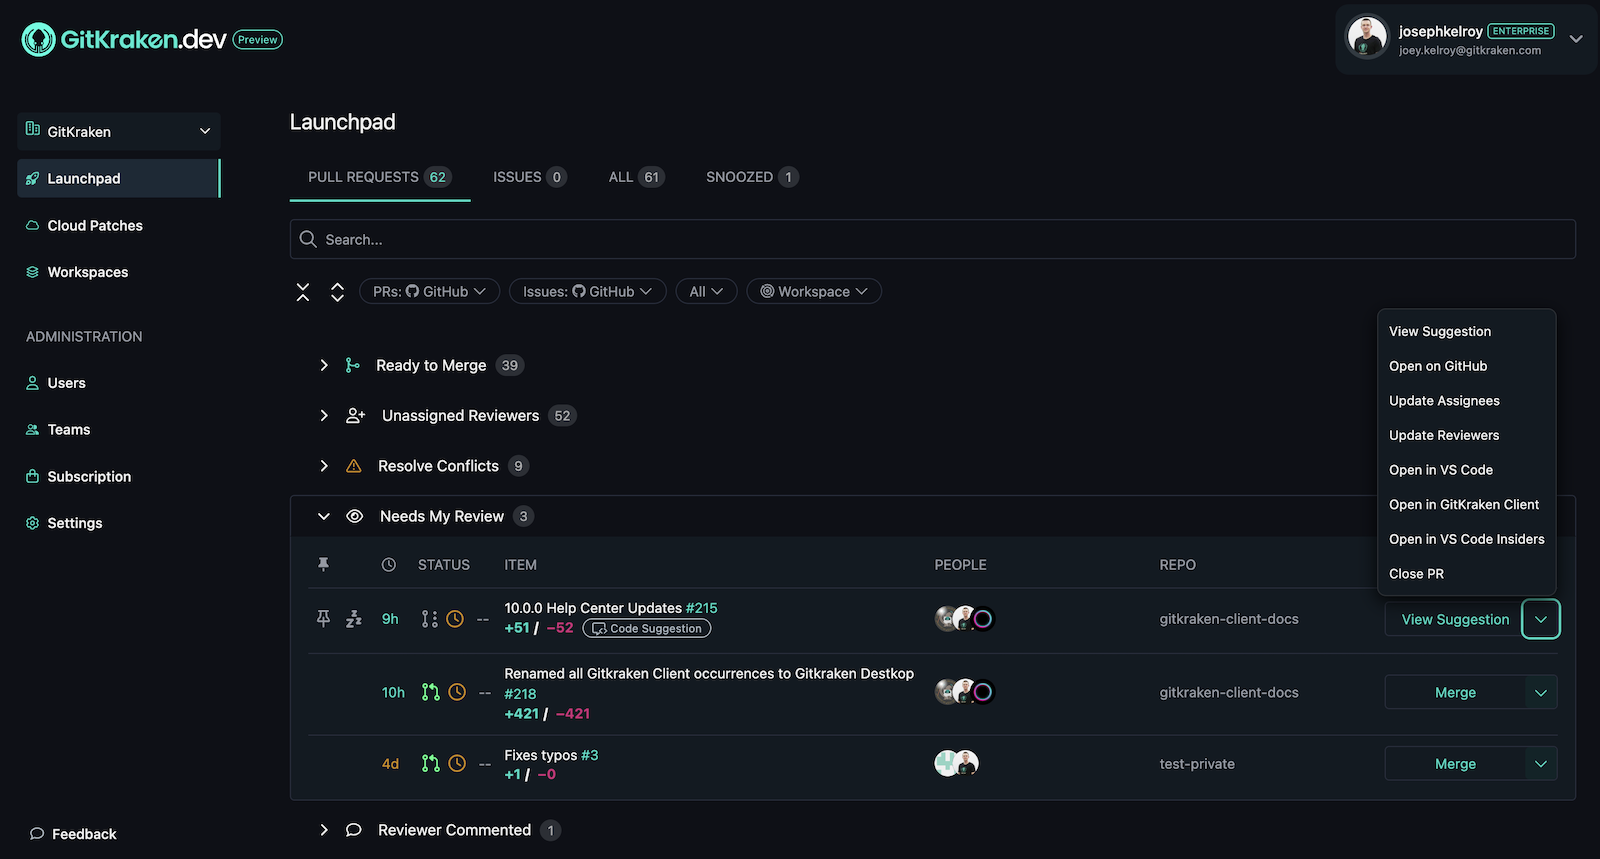 GitKraken.dev Preview
josephkelroy ENTERPRISE
joey.kelroy@gitkraken.com
GitKraken
Launchpad
Cloud Patches
Workspaces
ADMINISTRATION
Users
Teams
Subscription
Settings
Feedback
Launchpad
PULL REQUESTS 62 ISSUES 0 ALL 61 SNOOZED 1
Search...
PRs: GitHub Issues: GitHub All Workspace
Ready to Merge 39
Unassigned Reviewers 52
Resolve Conflicts 9
Needs My Review 3
View Suggestion
Open on GitHub
Update Assignees
Update Reviewers
Open in VS Code
Open in GitKraken Client
Open in VS Code Insiders
Close PR
STATUS ITEM PEOPLE REPO
9h -- 10.0.0 Help Center Updates #215
+51 / −52 Code Suggestion
gitkraken-client-docs View Suggestion
10h -- Renamed all Gitkraken Client occurrences to Gitkraken Destkop
#218
+421 / −421
gitkraken-client-docs Merge
4d -- Fixes typos #3
+1 / −0
test-private Merge
Reviewer Commented 1